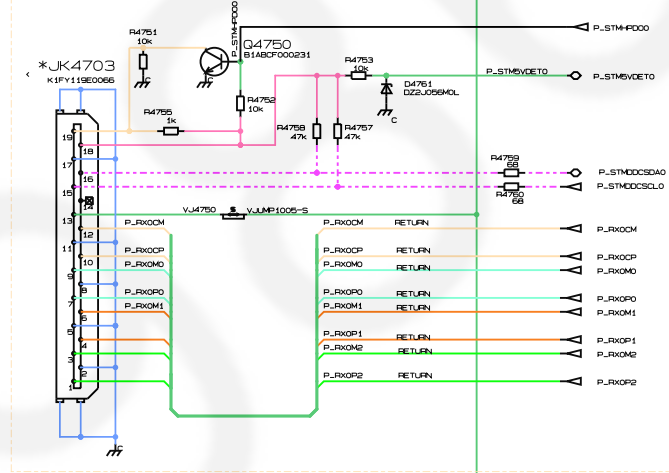 P_STMHPD00
R4751
10k
Q4750
B1ABCF000231
P_STMHPD00
*JK4703
K1FY119E0066
C
R4753
10k
P_STM5VDET0
P_STM5VDET0
D4761
DZ2J056M0L
R4752
10k
R4755
1k
C
R4758
47k
R4757
47k
19
18
17
16
15
14
13
12
11
10
9
8
7
6
5
4
3
2
1
R4759
68
P_STMDDCSDA0
P_STMDDCSCL0
R4760
68
VJ4750
VJUMP1005-S
P_RX0CM
P_RX0CM
RETURN
P_RX0CM
P_RX0CP
P_RX0CP
RETURN
P_RX0CP
P_RX0M0
P_RX0M0
RETURN
P_RX0M0
P_RX0P0
P_RX0P0
RETURN
P_RX0P0
P_RX0M1
P_RX0M1
RETURN
P_RX0M1
P_RX0P1
RETURN
P_RX0P1
P_RX0M2
RETURN
P_RX0M2
P_RX0P2
RETURN
P_RX0P2
C